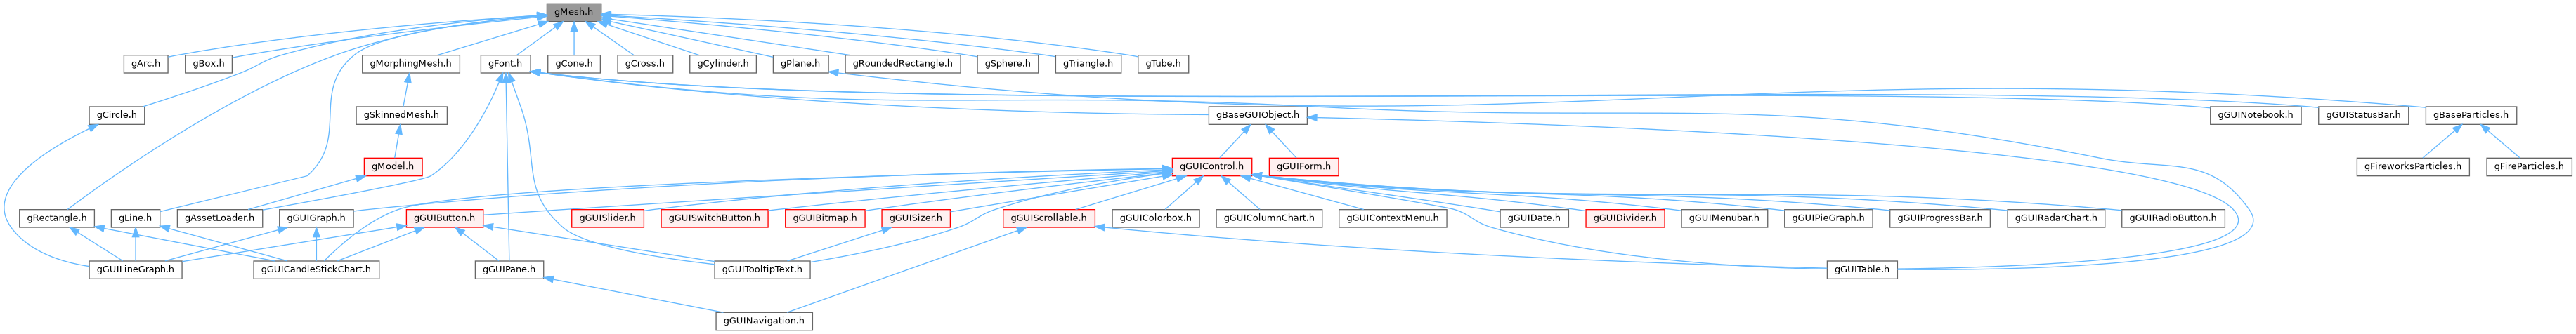 gMesh.h
gArc.h
gBox.h
gMorphingMesh.h
gFont.h
gCone.h
gCross.h
gCylinder.h
gPlane.h
gRoundedRectangle.h
gSphere.h
gTriangle.h
gTube.h
gCircle.h
gSkinnedMesh.h
gBaseGUIObject.h
gGUINotebook.h
gGUIStatusBar.h
gBaseParticles.h
gModel.h
gGUIControl.h
gGUIForm.h
gFireworksParticles.h
gFireParticles.h
gRectangle.h
gLine.h
gAssetLoader.h
gGUIGraph.h
gGUIButton.h
gGUISlider.h
gGUISwitchButton.h
gGUIBitmap.h
gGUISizer.h
gGUIScrollable.h
gGUIColorbox.h
gGUIColumnChart.h
gGUIContextMenu.h
gGUIDate.h
gGUIDivider.h
gGUIMenubar.h
gGUIPieGraph.h
gGUIProgressBar.h
gGUIRadarChart.h
gGUIRadioButton.h
gGUILineGraph.h
gGUICandleStickChart.h
gGUIPane.h
gGUITooltipText.h
gGUITable.h
gGUINavigation.h